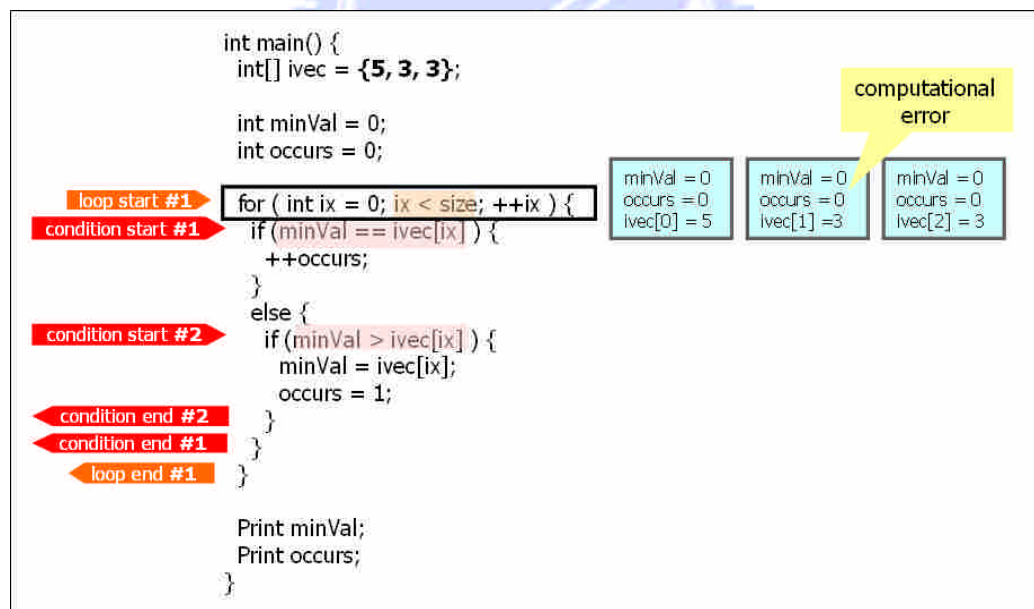 int main() {
int[] ivec = {5, 3, 3};
int minVal = 0;
int occurs = 0;
computational
error
loop start #1
for ( int ix = 0; ix < size; ++ix ) {
minVal = 0
occurs = 0
ivec[0] = 5
minVal = 0
occurs = 0
ivec[1] =3
minVal = 0
occurs = 0
ivec[2] = 3
condition start #1
if (minVal == ivec[ix] ) {
++occurs;
}
else {
condition start #2
if (minVal > ivec[ix] ) {
minVal = ivec[ix];
occurs = 1;
condition end #2
}
condition end #1
}
loop end #1
}
Print minVal;
Print occurs;
}